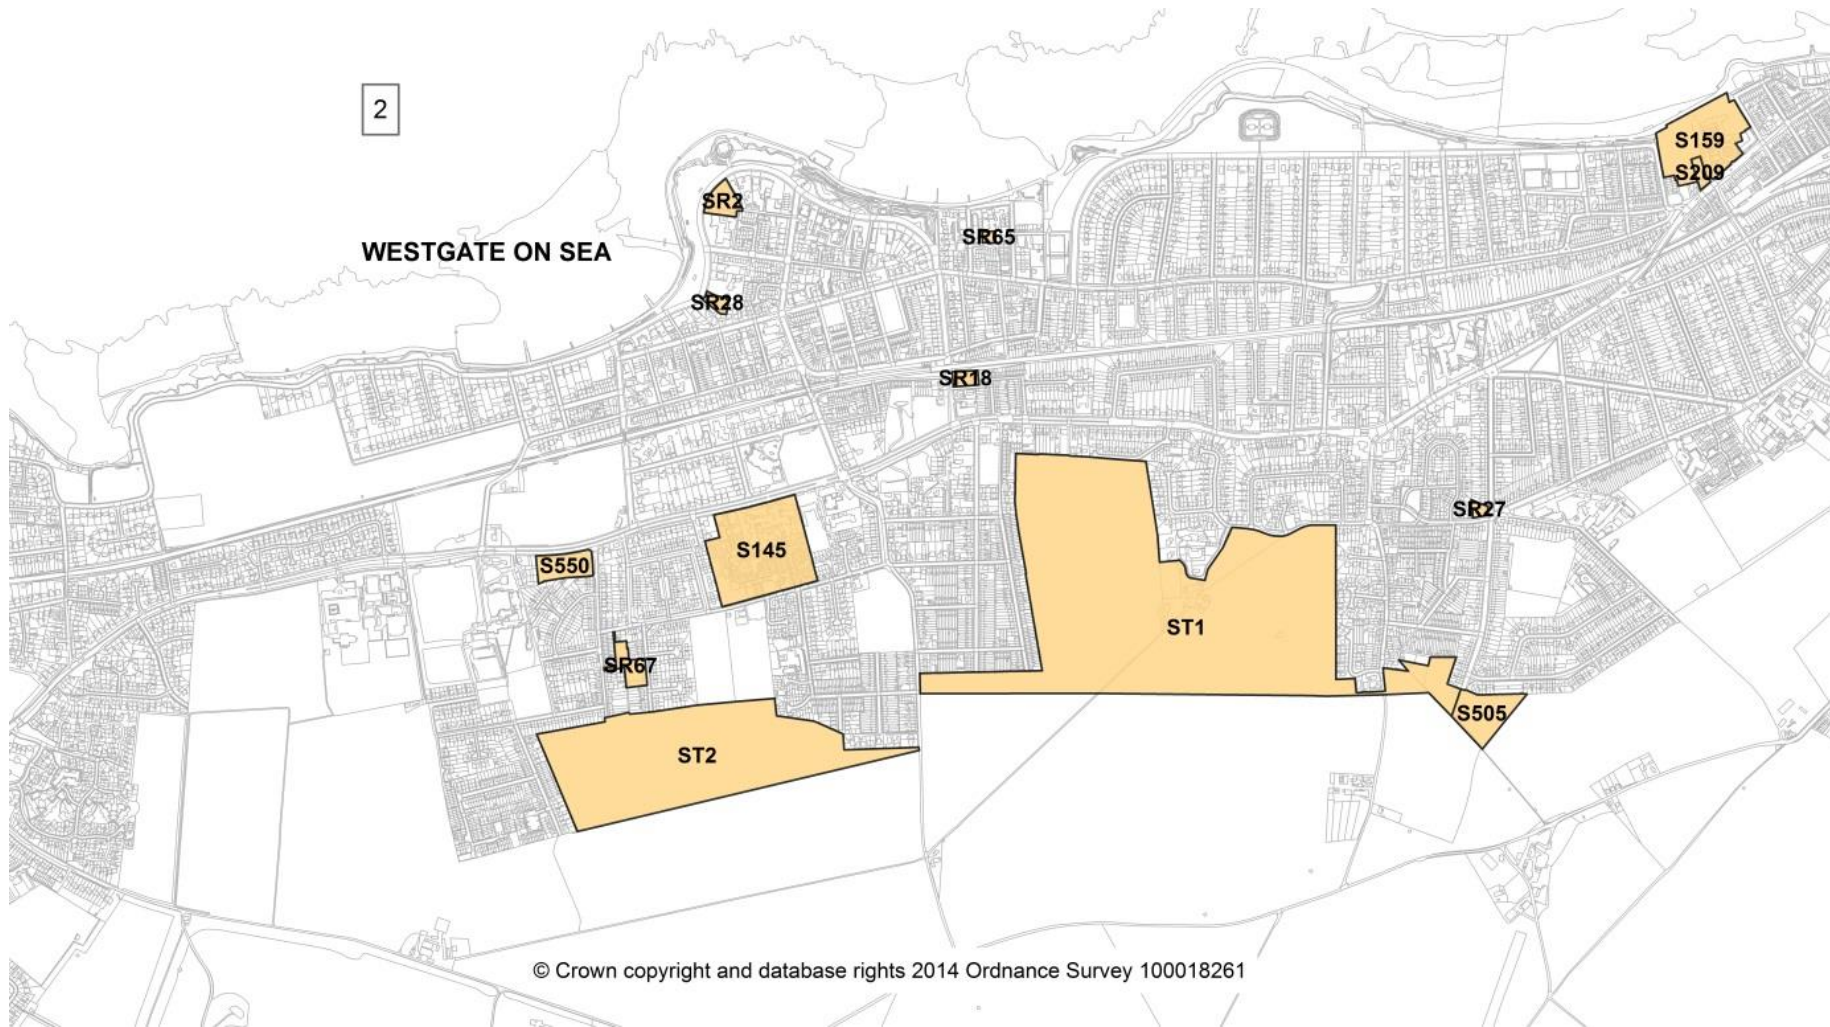 2
S159
S209
SR2
SR65
WESTGATE ON SEA
SR28
SR18
SR27
S145
S550
ST1
SR67
S505
ST2
© Crown copyright and database rights 2014 Ordnance Survey 100018261